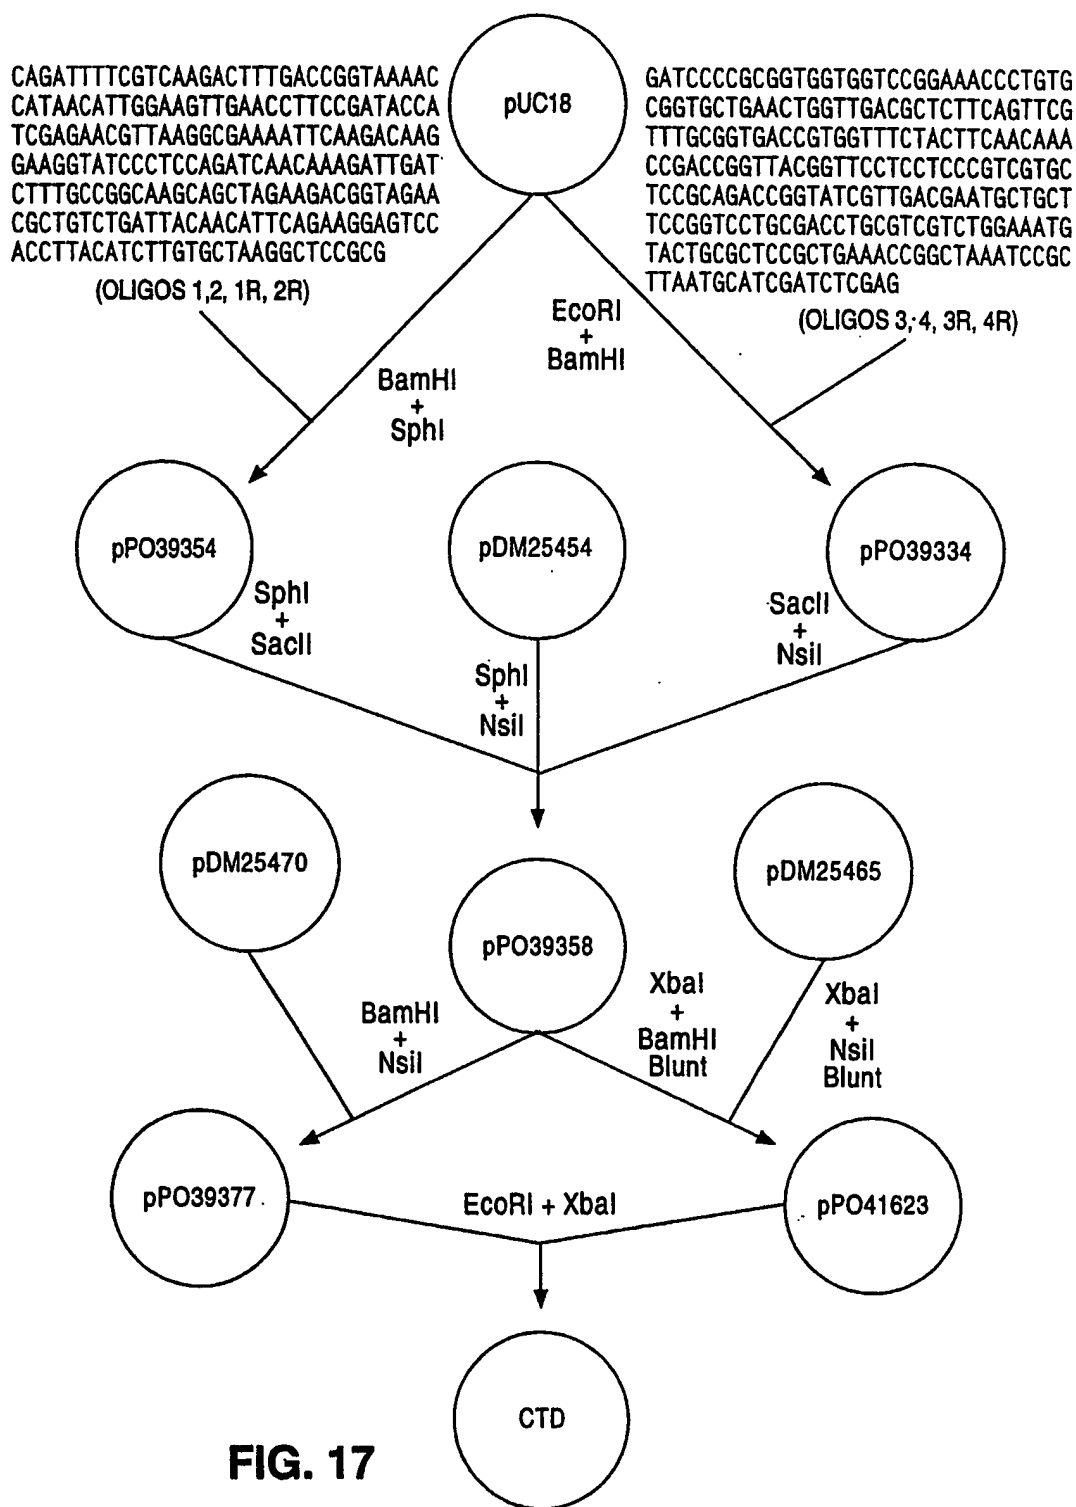 pUC18
CAGATTTTCGTCAAGACTTTGACCGGTAAAAC
CATAACATTGGAAGTTGAACCTTCCGATACCA
TCGAGAACGTTAAGGCGAAAATTCAAGACAAG
GAAGGTATCCCTCCAGATCAACAAAGATTGAT
CTTTGCCGGCAAGCAGCTAGAAGACGGTAGAA
CGCTGTCTGATTACAACATTCAGAAGGAGTCC
ACCTTACATCTTGTGCTAAGGCTCCGCG
(OLIGOS 1,2, 1R, 2R)
GATCCCCGCGGTGGTGGTCCGGAAACCCTGTG
CGGTGCTGAACTGGTTGACGCTCTTCAGTTCG
TTTGCGGTGACCGTGGTTTCTACTTCAACAAA
CCGACCGGTTACGGTTCCTCCTCCCGTCGTGC
TCCGCAGACCGGTATCGTTGACGAATGCTGCT
TCCGGTCCTGCGACCTGCGTCGTCTGGAAATG
TACTGCGCTCCGCTGAAACCGGCTAAATCCGC
TTAATGCATCGATCTCGAG
(OLIGOS 3, 4, 3R, 4R)
EcoRI
+
BamHI
BamHI
+
SphI
pPO39354
pDM25454
pPO39334
SphI
+
SacII
SphI
+
NsiI
SacII
+
NsiI
pDM25470
pPO39358
pDM25465
BamHI
+
NsiI
XbaI
+
BamHI
Blunt
XbaI
+
NsiI
Blunt
pPO39377
EcoRI + XbaI
pPO41623
CTD
FIG. 17